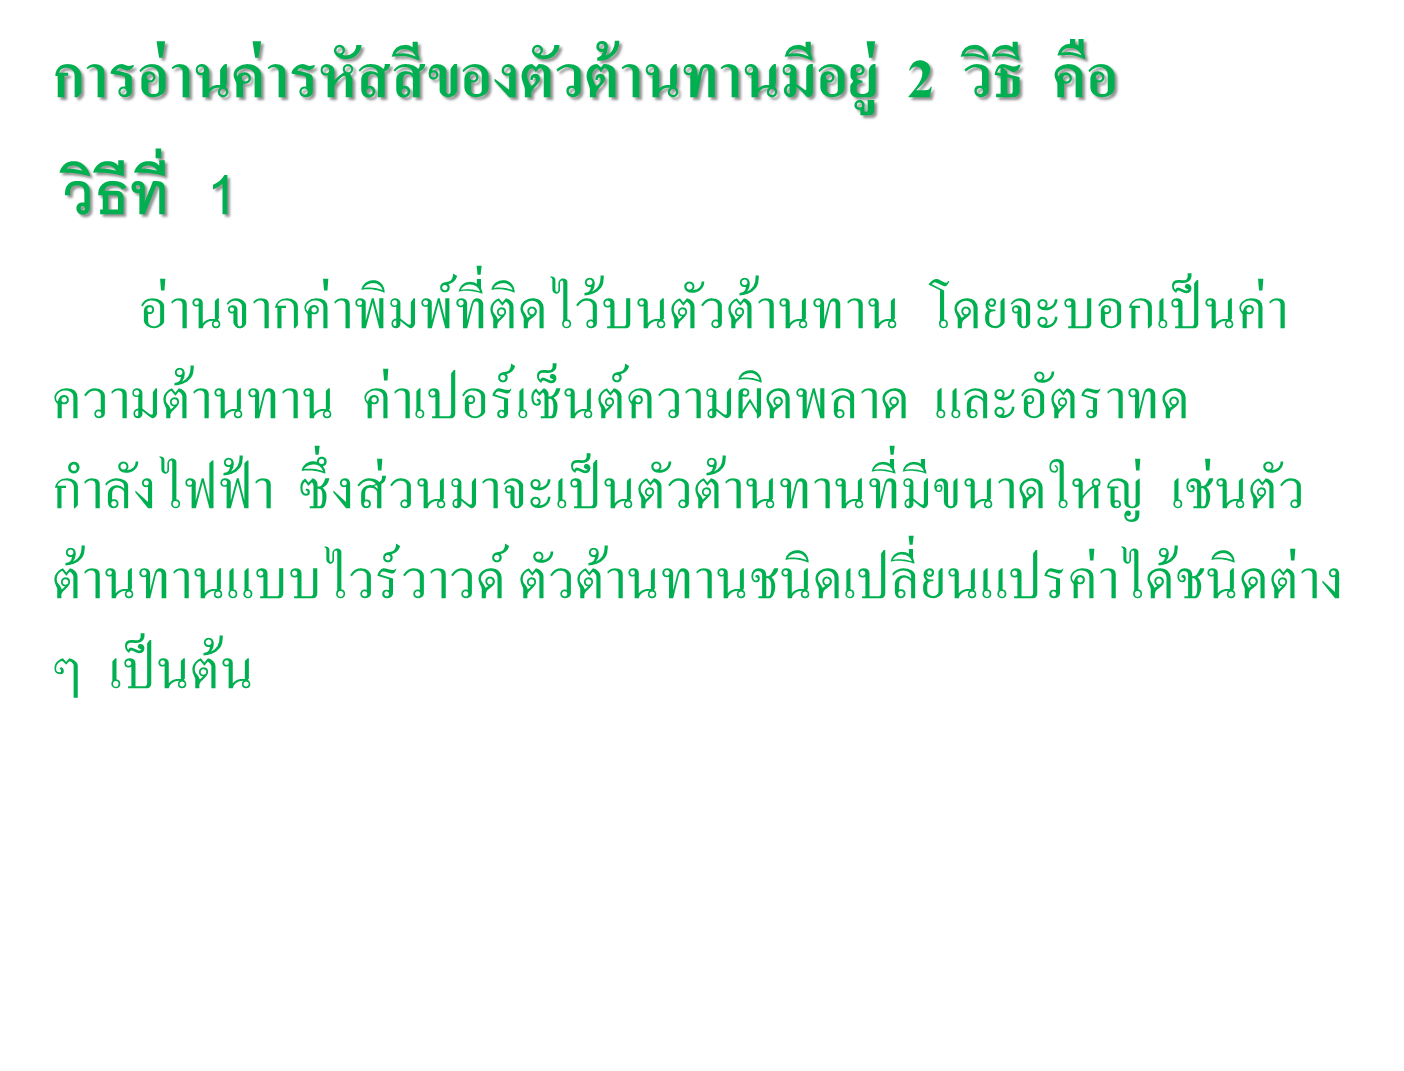 การอ่านค่ารหัสสีของตัวต้านทานมีอยู่ 2 วิธี คือ
วิธีที่ 1
อ่านจากค่าพิมพ์ที่ติดไว้บนตัวต้านทาน โดยจะบอกเป็นค่า
ความต้านทาน ค่าเปอร์เซ็นต์ความผิดพลาด และอัตราทด
กำลังไฟฟ้า ซึ่งส่วนมาจะเป็นตัวต้านทานที่มีขนาดใหญ่ เช่นตัว
ต้านทานแบบไวร์วาวด์ ตัวต้านทานชนิดเปลี่ยนแปรค่าได้ชนิดต่าง
ๆ เป็นต้น